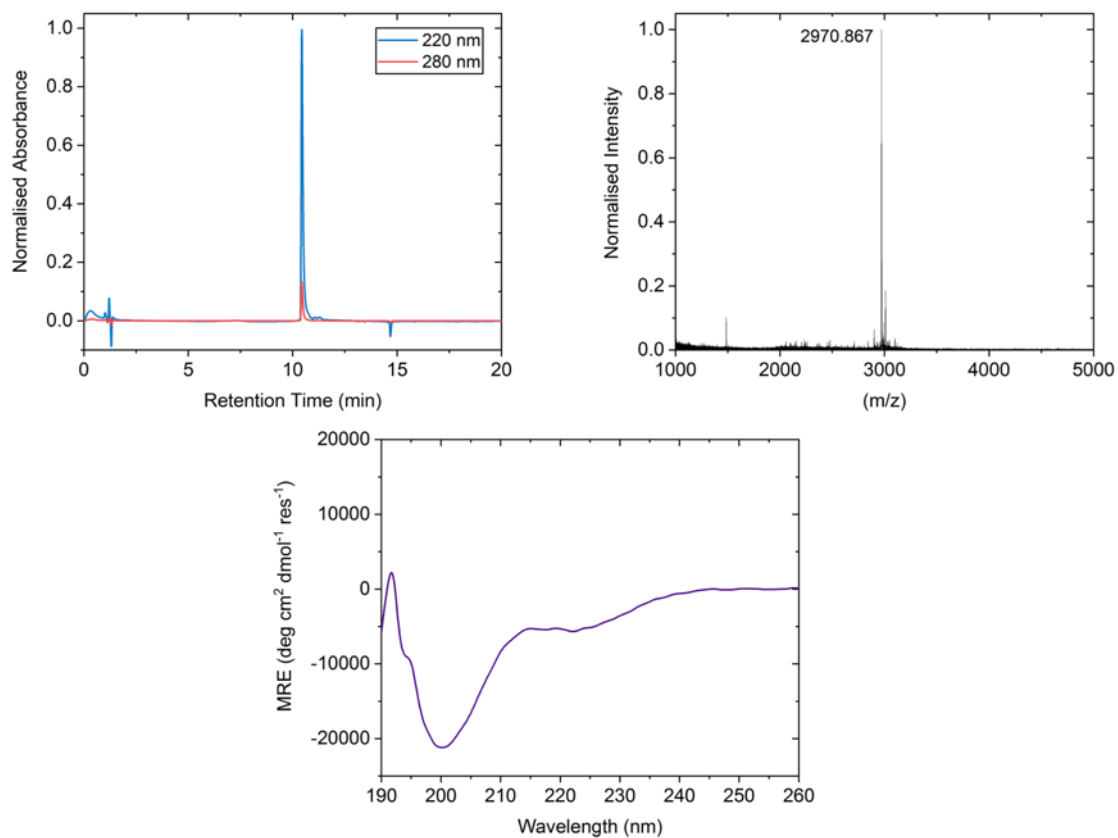 Normalised Absorbance
1.0
0.8
0.6
0.4
0.2
0.0
220 nm
280 nm
0 5 10 15 20
Retention Time (min)
Normalised Intensity
1.0
0.8
0.6
0.4
0.2
0.0
2970.867
1000 2000 3000 4000 5000
(m/z)
MRE (deg cm² dmol⁻¹ res⁻¹)
20000
10000
0
-10000
-20000
190 200 210 220 230 240 250 260
Wavelength (nm)